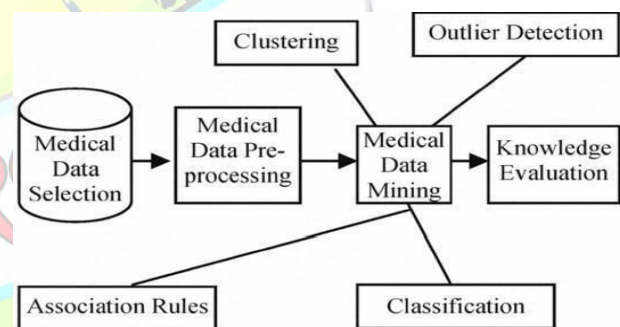 Clustering
Outlier Detection
Medical
Data
Selection
Medical
Data Pre-
processing
Medical
Data
Mining
Knowledge
Evaluation
Association Rules
Classification